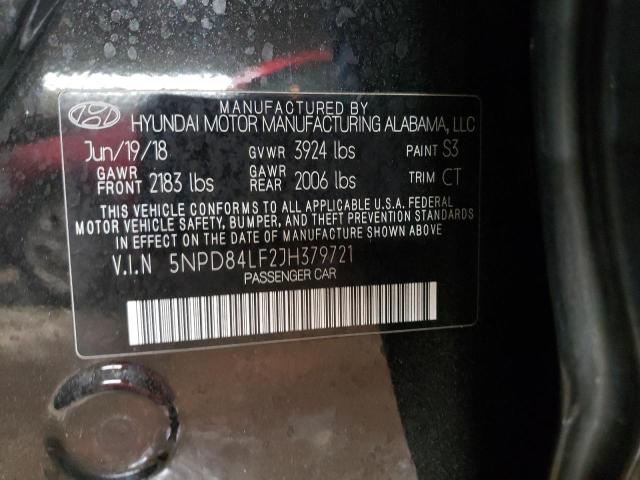 MANUFACTURED BY
HYUNDAI MOTOR MANUFACTURING ALABAMA, LLC
Jun/19/18 GVWR 3924 lbs PAINT S3
GAWR FRONT 2183 lbs GAWR REAR 2006 lbs TRIM CT
THIS VEHICLE CONFORMS TO ALL APPLICABLE U.S.A. FEDERAL
MOTOR VEHICLE SAFETY, BUMPER, AND THEFT PREVENTION STANDARDS
IN EFFECT ON THE DATE OF MANUFACTURE SHOWN ABOVE.
V.I.N 5NPD84LF2JH379721
PASSENGER CAR